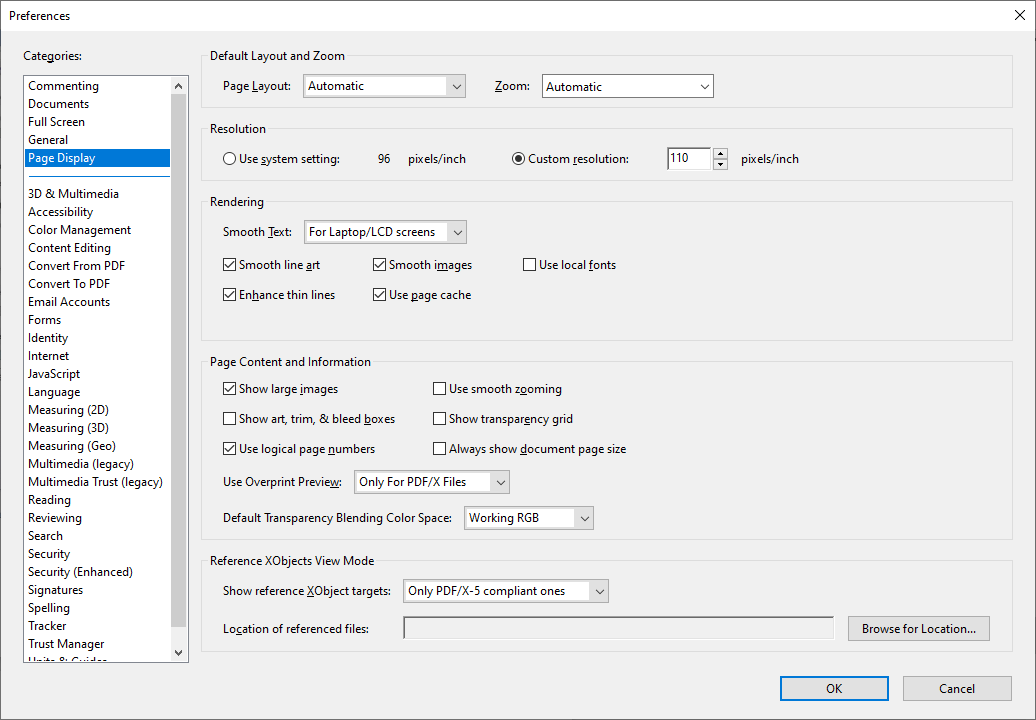 Preferences
Categories:
Commenting
Documents
Full Screen
General
Page Display
3D & Multimedia
Accessibility
Color Management
Content Editing
Convert From PDF
Convert To PDF
Email Accounts
Forms
Identity
Internet
JavaScript
Language
Measuring (2D)
Measuring (3D)
Measuring (Geo)
Multimedia (legacy)
Multimedia Trust (legacy)
Reading
Reviewing
Search
Security
Security (Enhanced)
Signatures
Spelling
Tracker
Trust Manager
Units & Guides
Default Layout and Zoom
Page Layout: Automatic Zoom: Automatic
Resolution
Use system setting: 96 pixels/inch Custom resolution: 110 pixels/inch
Rendering
Smooth Text: For Laptop/LCD screens
Smooth line art Smooth images Use local fonts
Enhance thin lines Use page cache
Page Content and Information
Show large images Use smooth zooming
Show art, trim, & bleed boxes Show transparency grid
Use logical page numbers Always show document page size
Use Overprint Preview: Only For PDF/X Files
Default Transparency Blending Color Space: Working RGB
Reference XObjects View Mode
Show reference XObject targets: Only PDF/X-5 compliant ones
Location of referenced files: Browse for Location...
OK Cancel